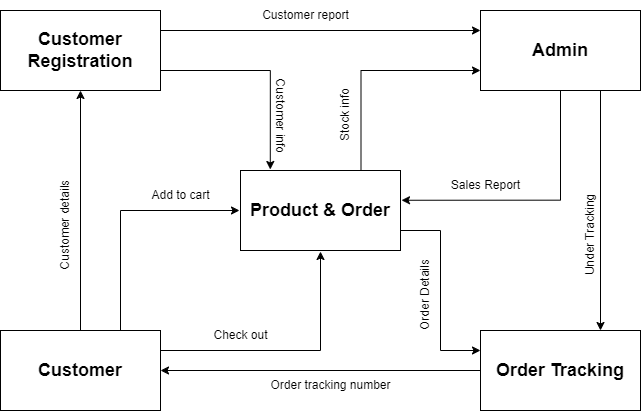 Customer report
Customer
Registration
Admin
Customer info
Stock info
Customer details
Add to cart
Product & Order
Sales Report
Under Tracking
Order Details
Check out
Customer
Order Tracking
Order tracking number